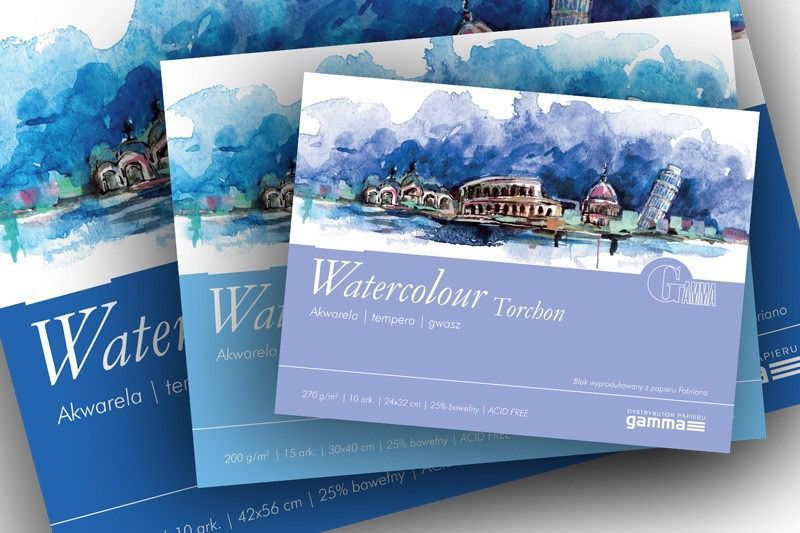 Watercolour Torchon
Akwarela | tempera | gwasz
GAMMA
Blok wyprodukowany z papieru Fabriano
270 g/m² | 10 ark. | 24x32 cm | 25% bawełny | ACID FREE
DYSTRYBUTOR PAPIERU
gamma
Wa
Akwarela
200 g/m² | 15 ark. | 30x40 cm | 25% bawełny | ACID FREE
Water
Akwarela | tem
Fabriano
PAPIERU
10 ark. | 42x56 cm | 25% bawełny |